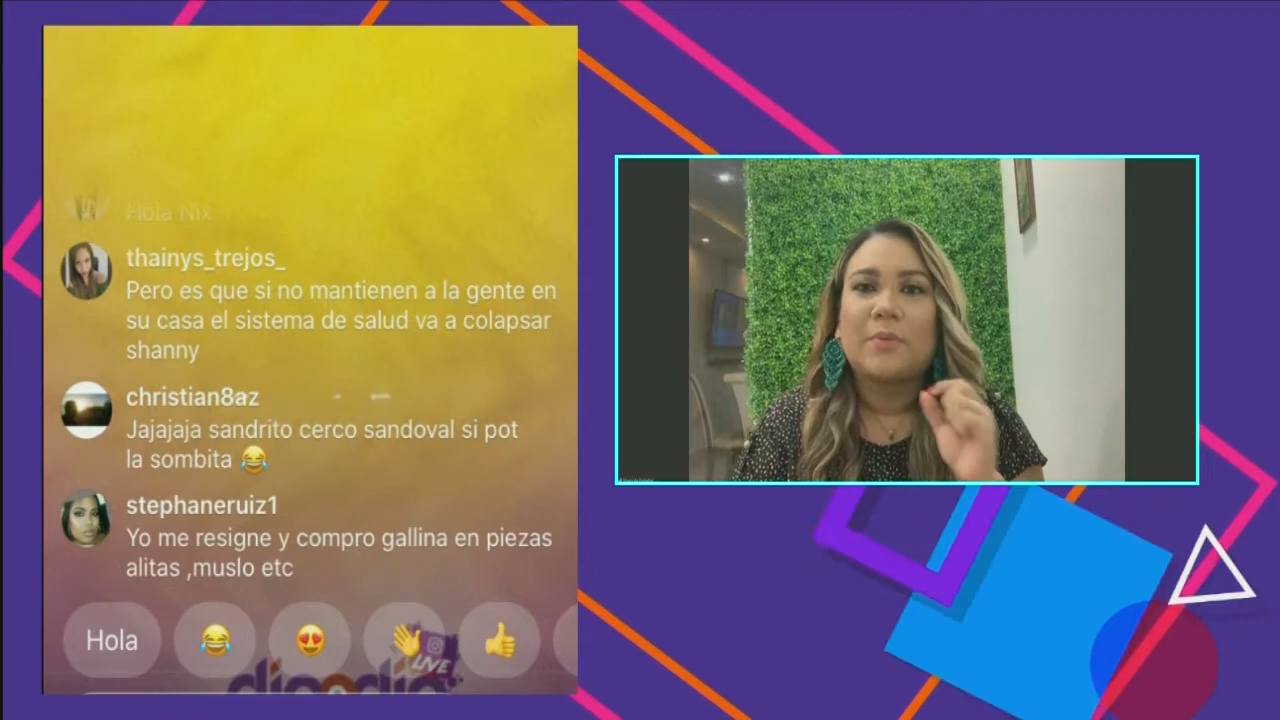 Hola Nix
thainys_trejos_
Pero es que si no mantienen a la gente en
su casa el sistema de salud va a colapsar
shanny
christian8az
Jajajaja sandrito cerco sandoval si pot
la sombita 😂
stephaneruiz1
Yo me resigne y compro gallina en piezas
alitas ,muslo etc
Hola 😂 😍 👋 👍
LIVE